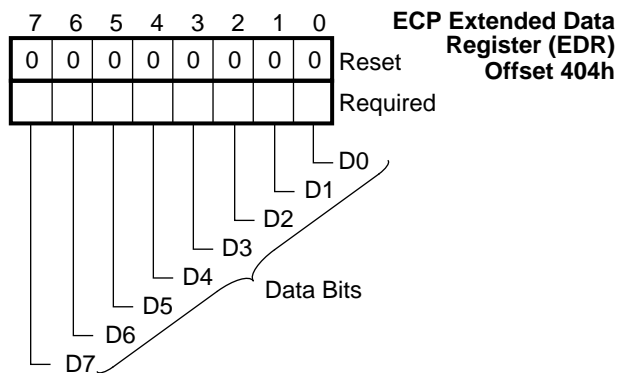 7 6 5 4 3 2 1 0
ECP Extended Data
Register (EDR)
Offset 404h
0 0 0 0 0 0 0 0 Reset
Required
D0
D1
D2
D3
D4
Data Bits
D5
D6
D7